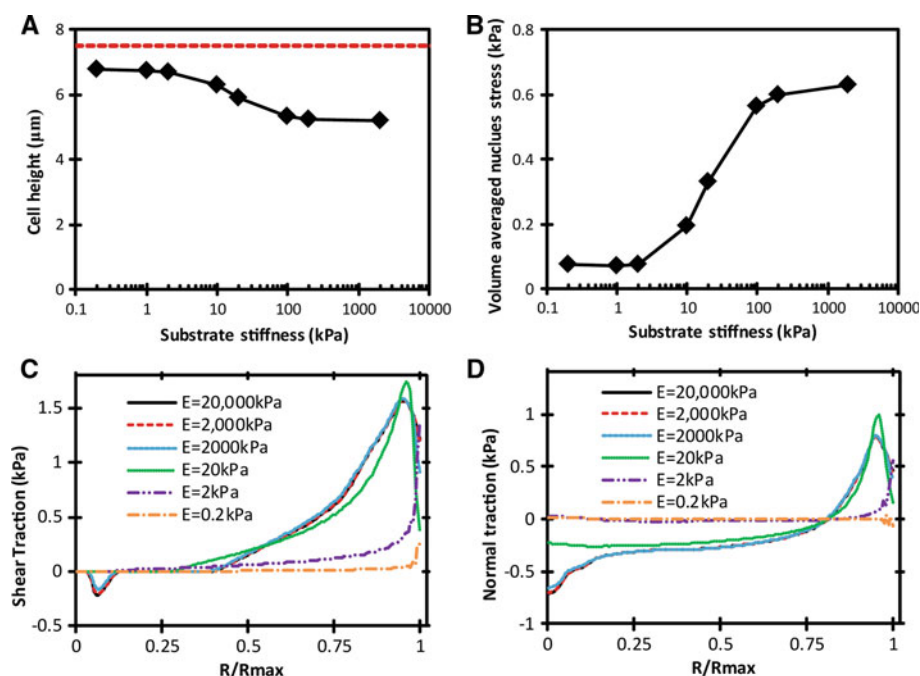 A
8
6
4
2
0
Cell height (µm)
0.1 1 10 100 1000 10000
Substrate stiffness (kPa)
B
0.8
0.6
0.4
0.2
0
Volume averaged nuclues stress (kPa)
0.1 1 10 100 1000 10000
Substrate stiffness (kPa)
C
1.5
1
0.5
0
-0.5
Shear Traction (kPa)
E=20,000kPa
E=2,000kPa
E=2000kPa
E=20kPa
E=2kPa
E=0.2kPa
0 0.25 0.5 0.75 1
R/Rmax
D
1
0.5
0
-0.5
-1
Normal traction (kPa)
E=20,000kPa
E=2,000kPa
E=2000kPa
E=20kPa
E=2kPa
E=0.2kPa
0 0.25 0.5 0.75 1
R/Rmax